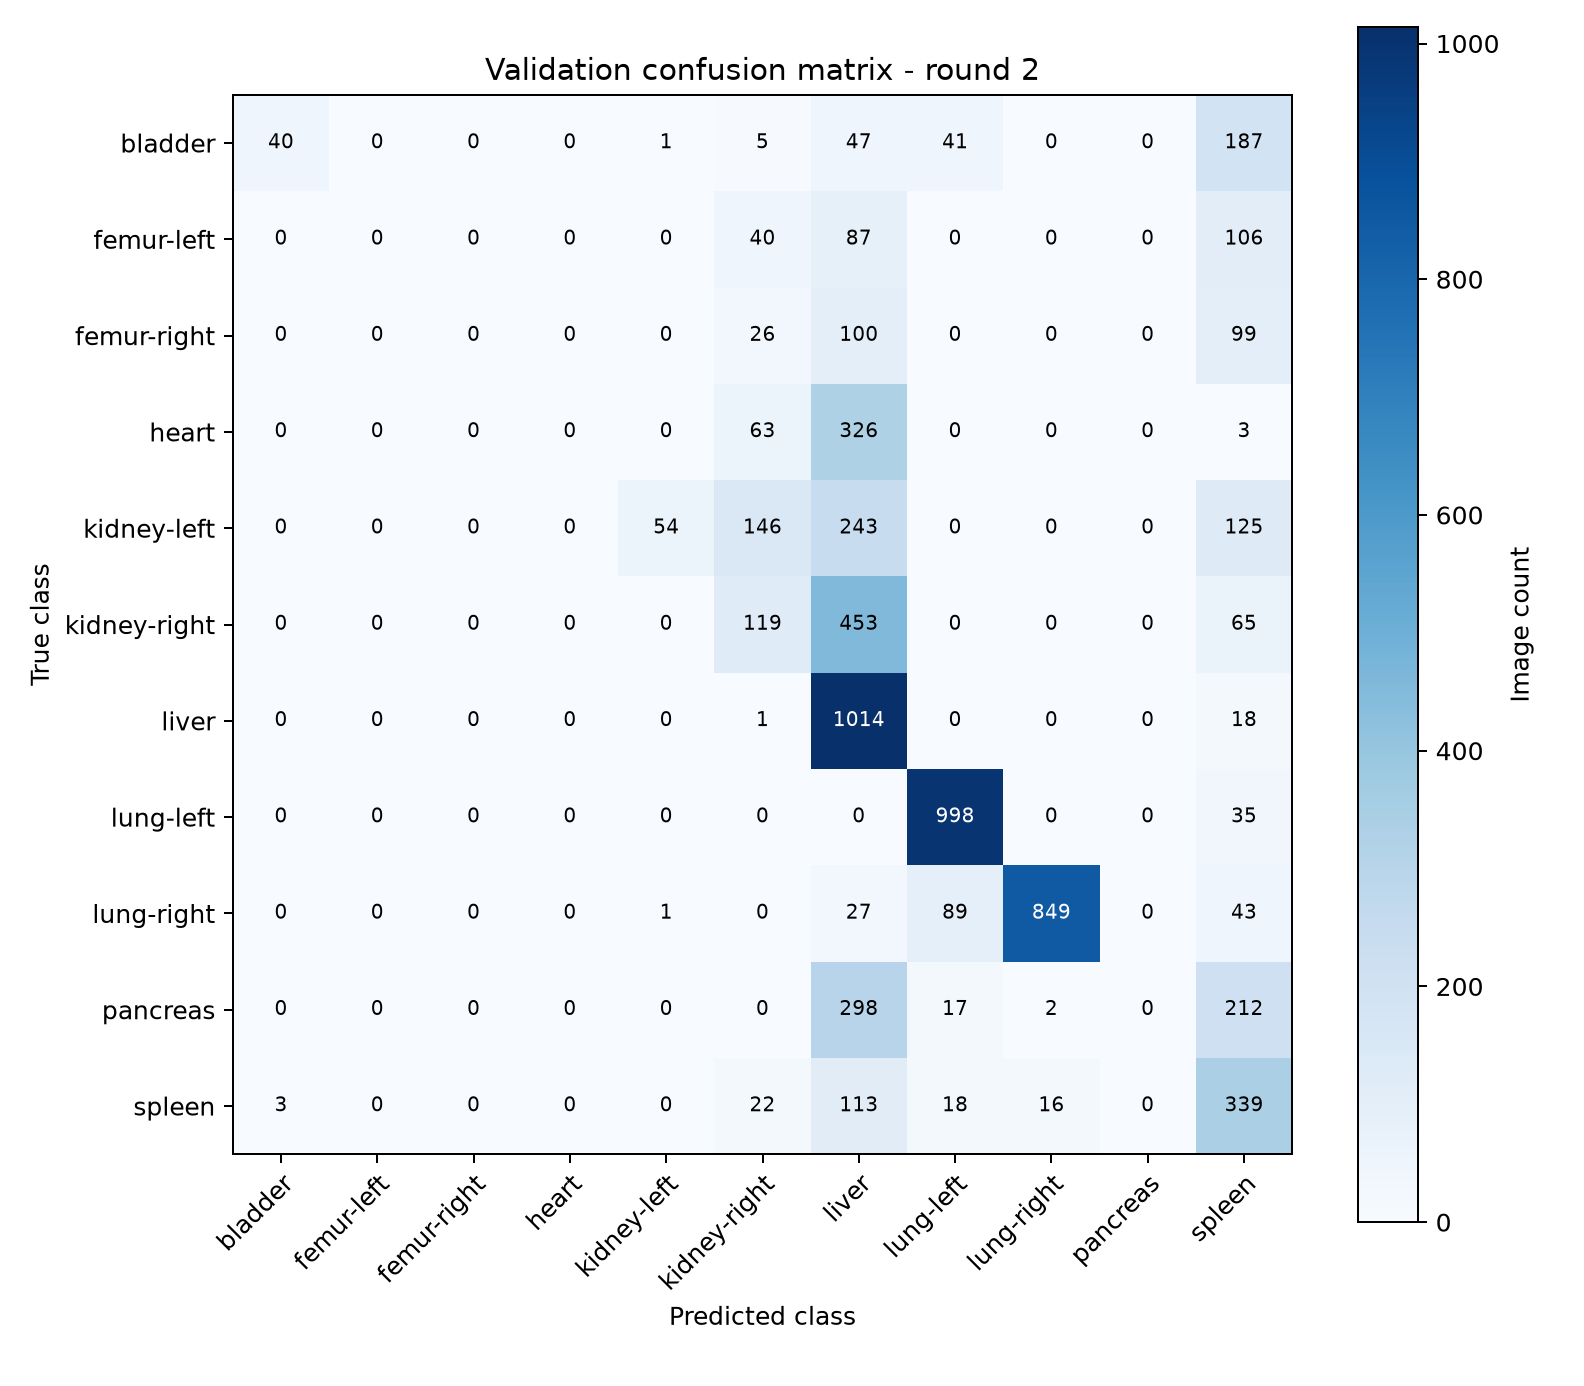 Validation confusion matrix - round 2
bladder 40 0 0 0 1 5 47 41 0 0 187
femur-left 0 0 0 0 0 40 87 0 0 0 106
femur-right 0 0 0 0 0 26 100 0 0 0 99
heart 0 0 0 0 0 63 326 0 0 0 3
kidney-left 0 0 0 0 54 146 243 0 0 0 125
kidney-right 0 0 0 0 0 119 453 0 0 0 65
liver 0 0 0 0 0 1 1014 0 0 0 18
lung-left 0 0 0 0 0 0 0 998 0 0 35
lung-right 0 0 0 0 1 0 27 89 849 0 43
pancreas 0 0 0 0 0 0 298 17 2 0 212
spleen 3 0 0 0 0 22 113 18 16 0 339
bladder femur-left femur-right heart kidney-left kidney-right liver lung-left lung-right pancreas spleen
Predicted class
True class
1000
800
600
400
200
0
Image count